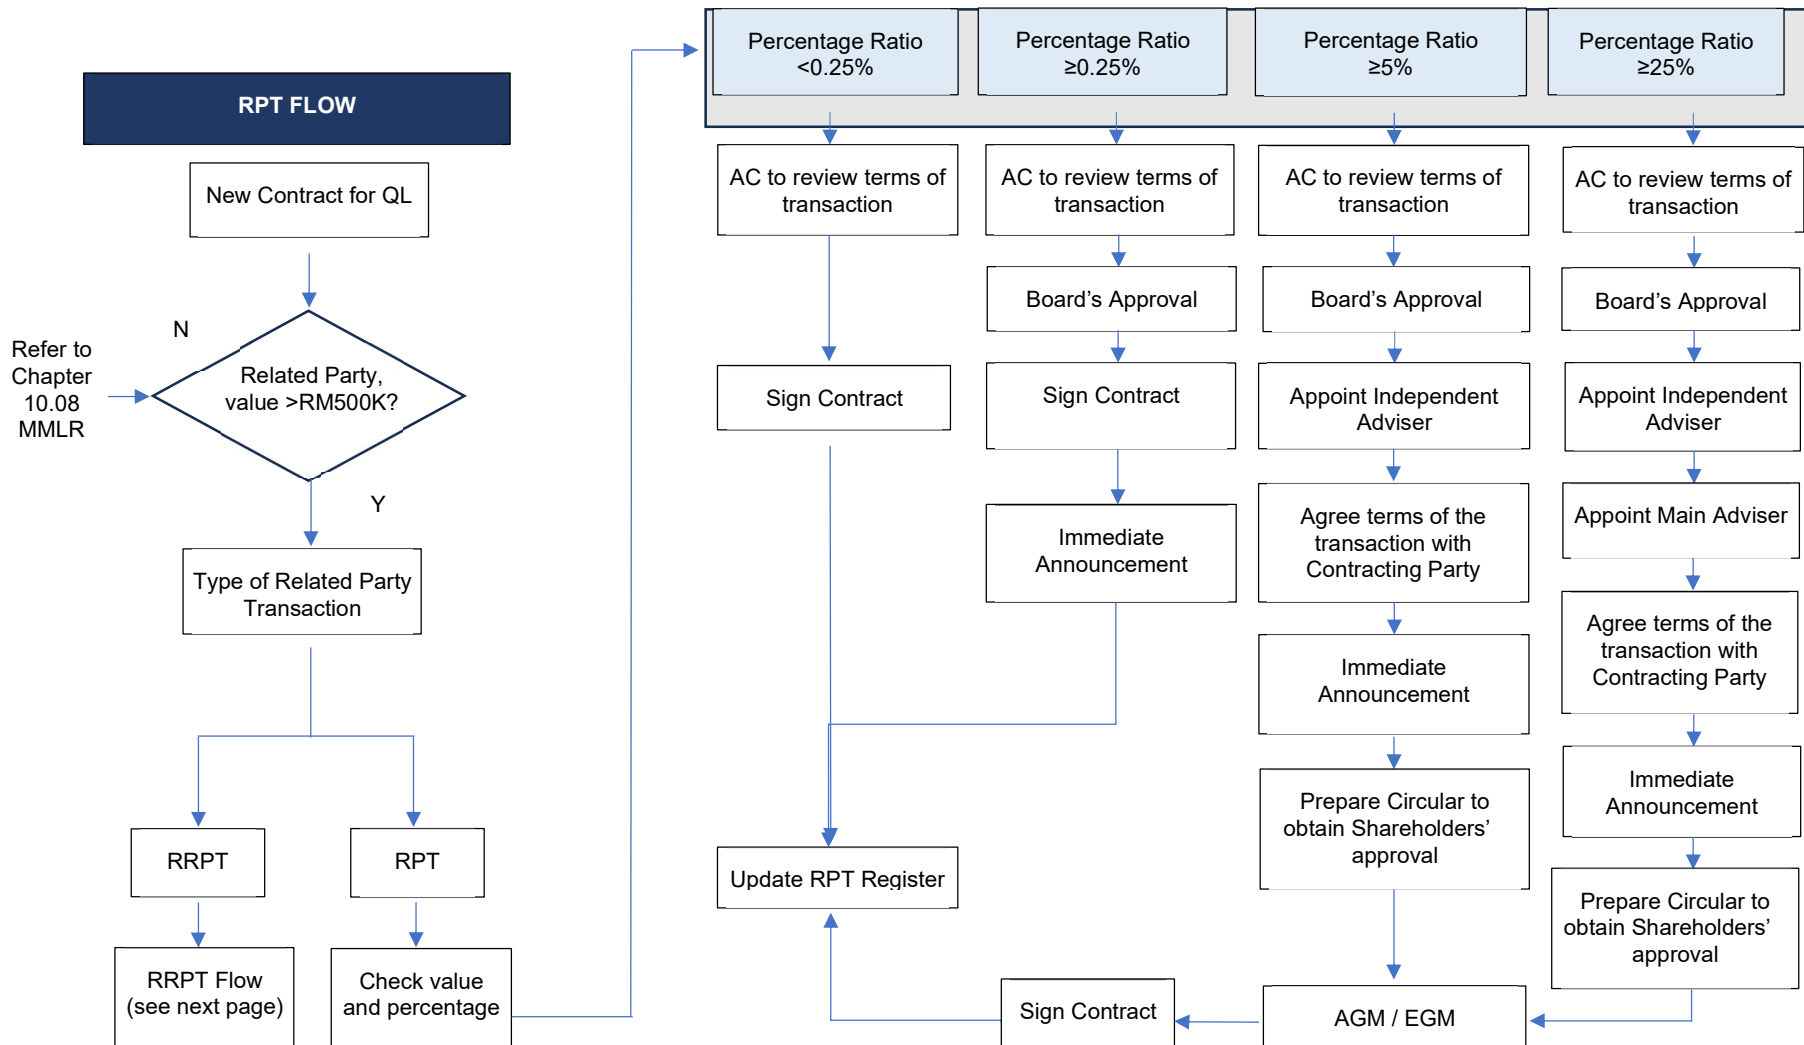 RPT FLOW
New Contract for QL
N
Refer to
Chapter
10.08
MMLR
Related Party,
value >RM500K?
Y
Type of Related Party
Transaction
RRPT
RPT
RRPT Flow
(see next page)
Check value
and percentage
Percentage Ratio
<0.25%
AC to review terms of
transaction
Sign Contract
Update RPT Register
Percentage Ratio
≥0.25%
AC to review terms of
transaction
Board’s Approval
Sign Contract
Immediate
Announcement
Percentage Ratio
≥5%
AC to review terms of
transaction
Board’s Approval
Appoint Independent
Adviser
Agree terms of the
transaction with
Contracting Party
Immediate
Announcement
Prepare Circular to
obtain Shareholders’
approval
AGM / EGM
Sign Contract
Percentage Ratio
≥25%
AC to review terms of
transaction
Board’s Approval
Appoint Independent
Adviser
Appoint Main Adviser
Agree terms of the
transaction with
Contracting Party
Immediate
Announcement
Prepare Circular to
obtain Shareholders’
approval